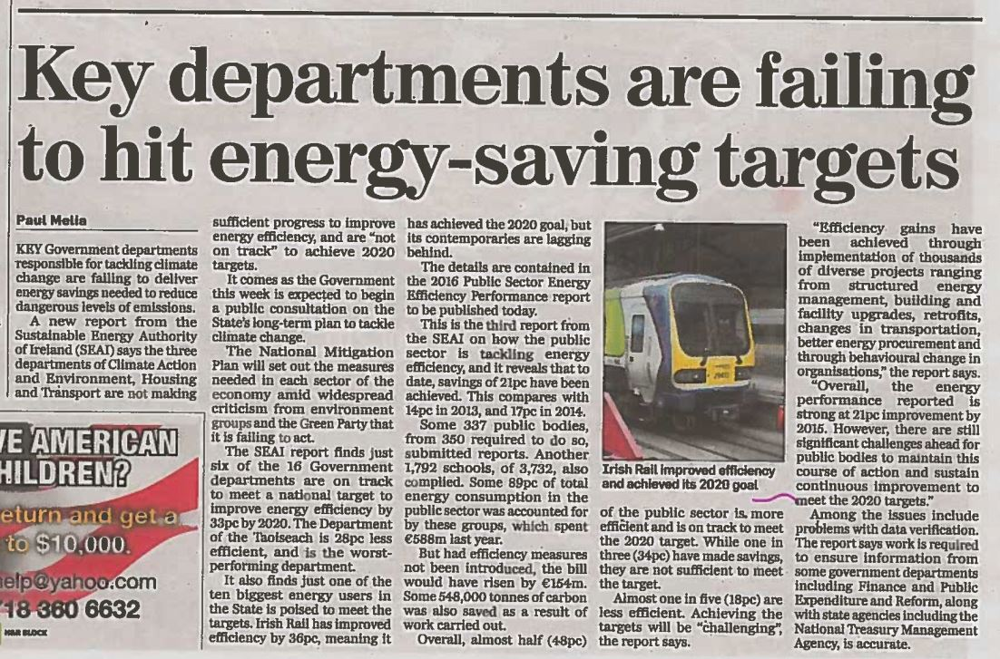 Key departments are failing
to hit energy-saving targets
Paul Melia
KEY Government departments
responsible for tackling climate
change are failing to deliver
energy savings needed to reduce
dangerous levels of emissions.
A new report from the
Sustainable Energy Authority
of Ireland (SEAI) says the three
departments of Climate Action
and Environment, Housing
and Transport are not making
sufficient progress to improve
energy efficiency, and are “not
on track” to achieve 2020
targets.
It comes as the Government
this week is expected to begin
a public consultation on the
State's long-term plan to tackle
climate change.
The National Mitigation
Plan will set out the measures
needed in each sector of the
economy amid widespread
criticism from environment
groups and the Green Party that
it is failing to act.
The SEAI report finds just
six of the 16 Government
departments are on track
to meet a national target to
improve energy efficiency by
33pc by 2020. The Department
of the Taoiseach is 28pc less
efficient, and is the worst-
performing department.
It also finds just one of the
ten biggest energy users in
the State is poised to meet the
targets. Irish Rail has improved
efficiency by 36pc, meaning it
has achieved the 2020 goal, but
its contemporaries are lagging
behind.
The details are contained in
the 2016 Public Sector Energy
Efficiency Performance report
to be published today.
This is the third report from
the SEAI on how the public
sector is tackling energy
efficiency, and it reveals that to
date, savings of 21pc have been
achieved. This compares with
14pc in 2013, and 17pc in 2014.
Some 337 public bodies,
from 350 required to do so,
submitted reports. Another
1,792 schools, of 3,732, also
complied. Some 89pc of total
energy consumption in the
public sector was accounted for
by these groups, which spent
€588m last year.
But had efficiency measures
not been introduced, the bill
would have risen by €154m.
Some 548,000 tonnes of carbon
was also saved as a result of
work carried out.
Overall, almost half (48pc)
Irish Rail improved efficiency
and achieved its 2020 goal
of the public sector is more
efficient and is on track to meet
the 2020 target. While one in
three (34pc) have made savings,
they are not sufficient to meet
the target.
Almost one in five (18pc) are
less efficient. Achieving the
targets will be “challenging”,
the report says.
“Efficiency gains have
been achieved through
implementation of thousands
of diverse projects ranging
from structured energy
management, building and
facility upgrades, retrofits,
changes in transportation,
better energy procurement and
through behavioural change in
organisations,” the report says.
“Overall, the energy
performance reported is
strong at 21pc improvement by
2015. However, there are still
significant challenges ahead for
public bodies to maintain this
course of action and sustain
continuous improvement to
meet the 2020 targets.”
Among the issues include
problems with data verification.
The report says work is required
to ensure information from
some government departments
including Finance and Public
Expenditure and Reform, along
with state agencies including the
National Treasury Management
Agency, is accurate.
VE AMERICAN
HILDREN?
eturn and get a
to $10,000.
elp@yahoo.com
718 360 6632
H&R BLOCK